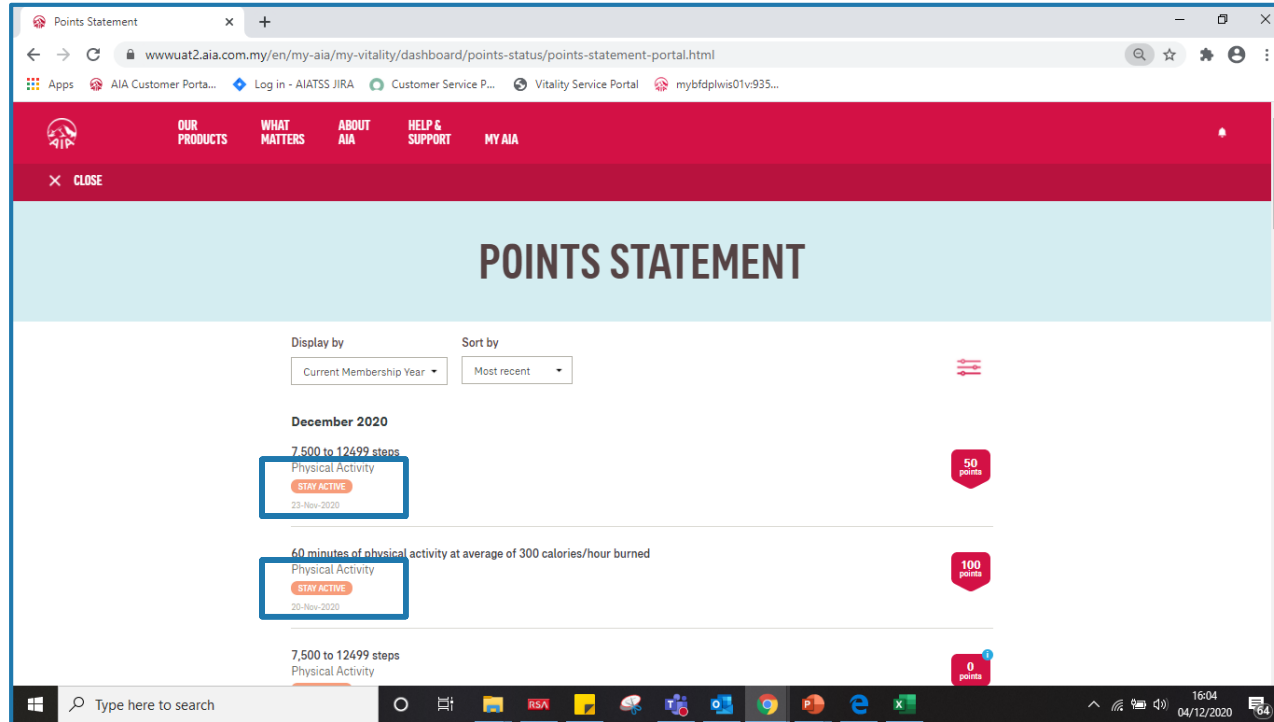 Points Statement
wwwuat2.aia.com.my/en/my-aia/my-vitality/dashboard/points-status/points-statement-portal.html
Apps AIA Customer Porta... Log in - AIATSS JIRA Customer Service P... Vitality Service Portal mybfdplwis01v:935...
AIA
OUR PRODUCTS
WHAT MATTERS
ABOUT AIA
HELP & SUPPORT
MY AIA
CLOSE
POINTS STATEMENT
Display by Sort by
Current Membership Year Most recent
December 2020
7,500 to 12499 steps
Physical Activity
STAY ACTIVE
23-Nov-2020
50
points
60 minutes of physical activity at average of 300 calories/hour burned
Physical Activity
STAY ACTIVE
20-Nov-2020
100
points
7,500 to 12499 steps
Physical Activity
0
points
i
Type here to search
RSA
16:04
04/12/2020
64